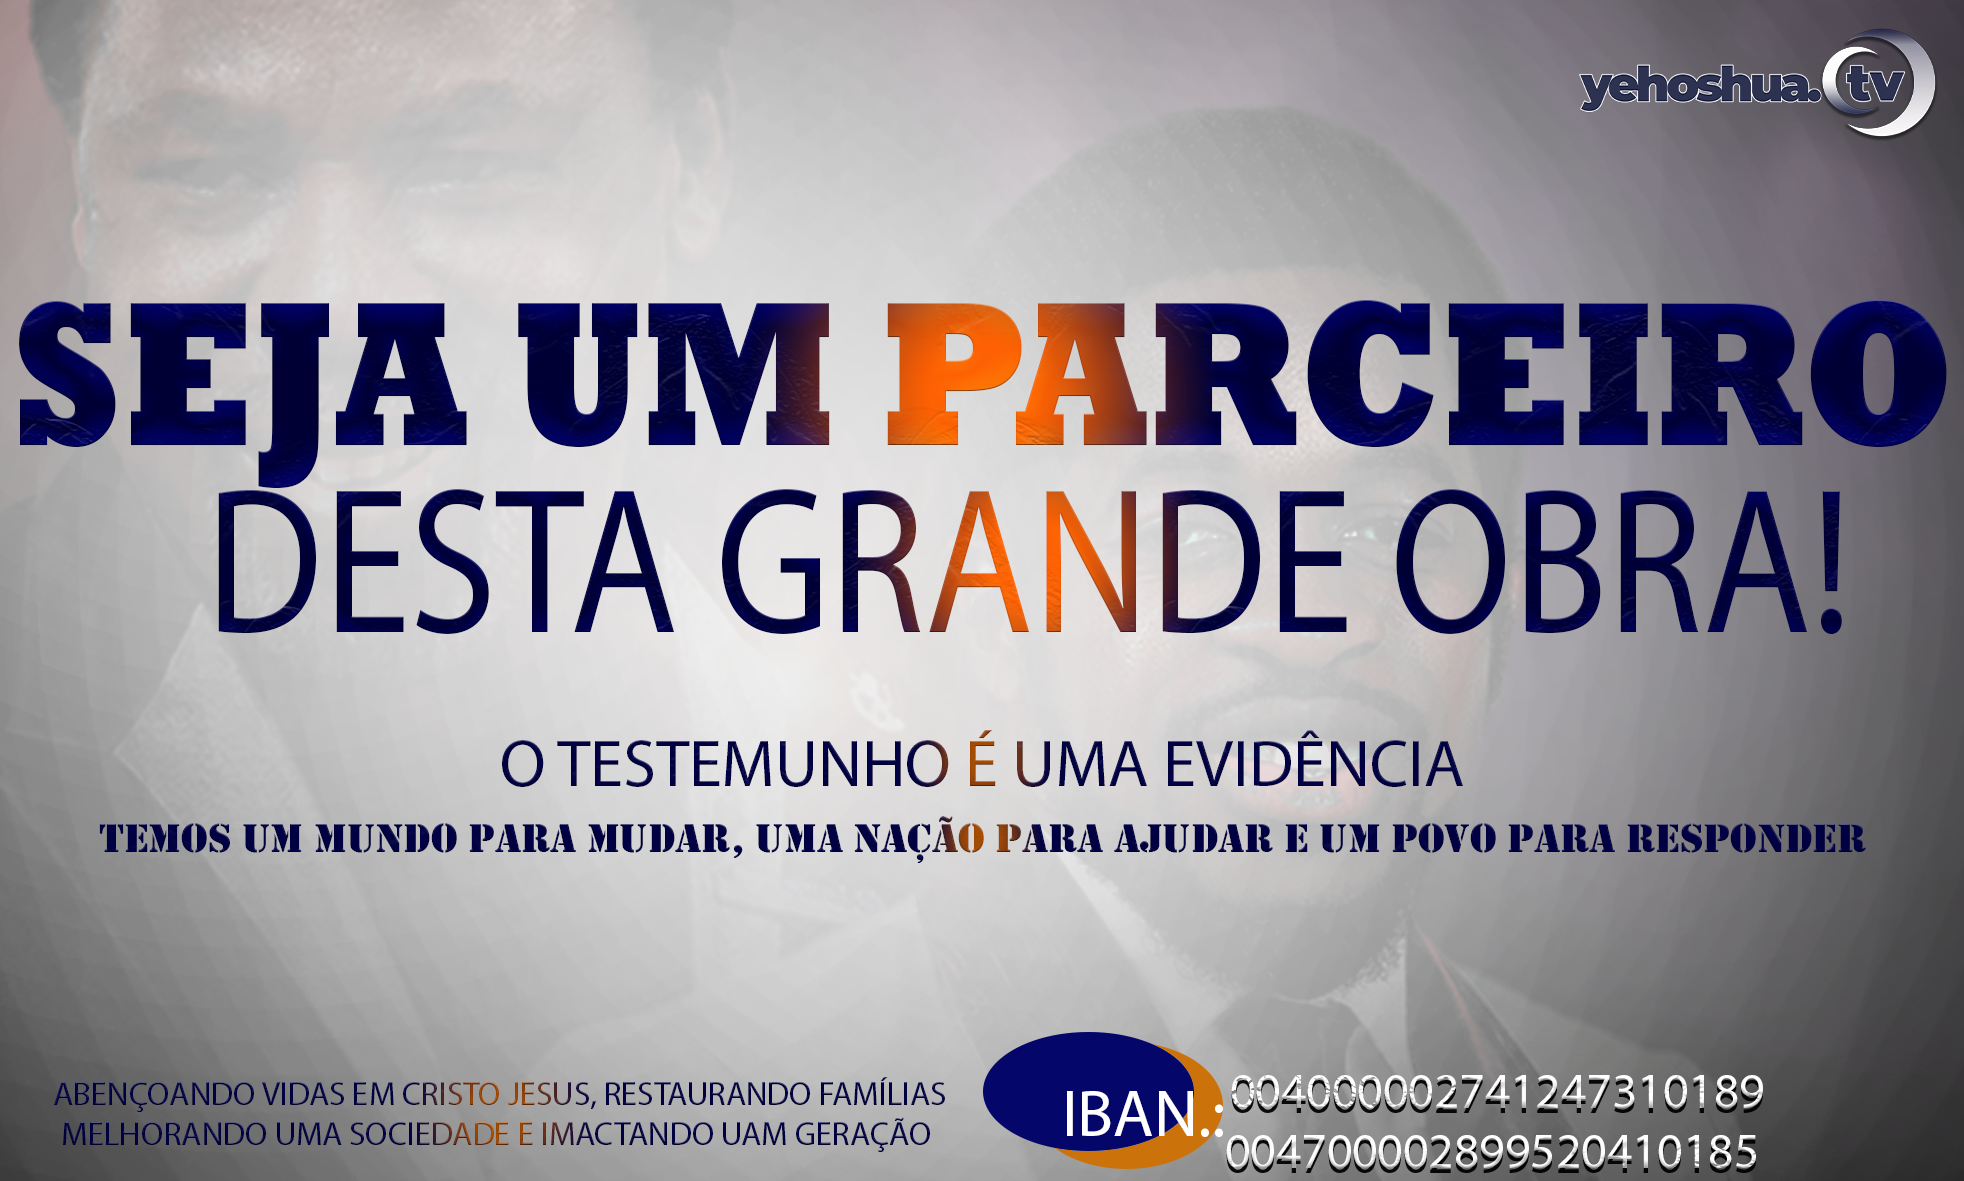 yehoshua.tv
SEJA UM PARCEIRO
DESTA GRANDE OBRA!
O TESTEMUNHO É UMA EVIDÊNCIA
TEMOS UM MUNDO PARA MUDAR, UMA NAÇÃO PARA AJUDAR E UM POVO PARA RESPONDER
ABENÇOANDO VIDAS EM CRISTO JESUS, RESTAURANDO FAMÍLIAS
MELHORANDO UMA SOCIEDADE E IMACTANDO UAM GERAÇÃO
IBAN.: 004000002741247310189
004700002899520410185